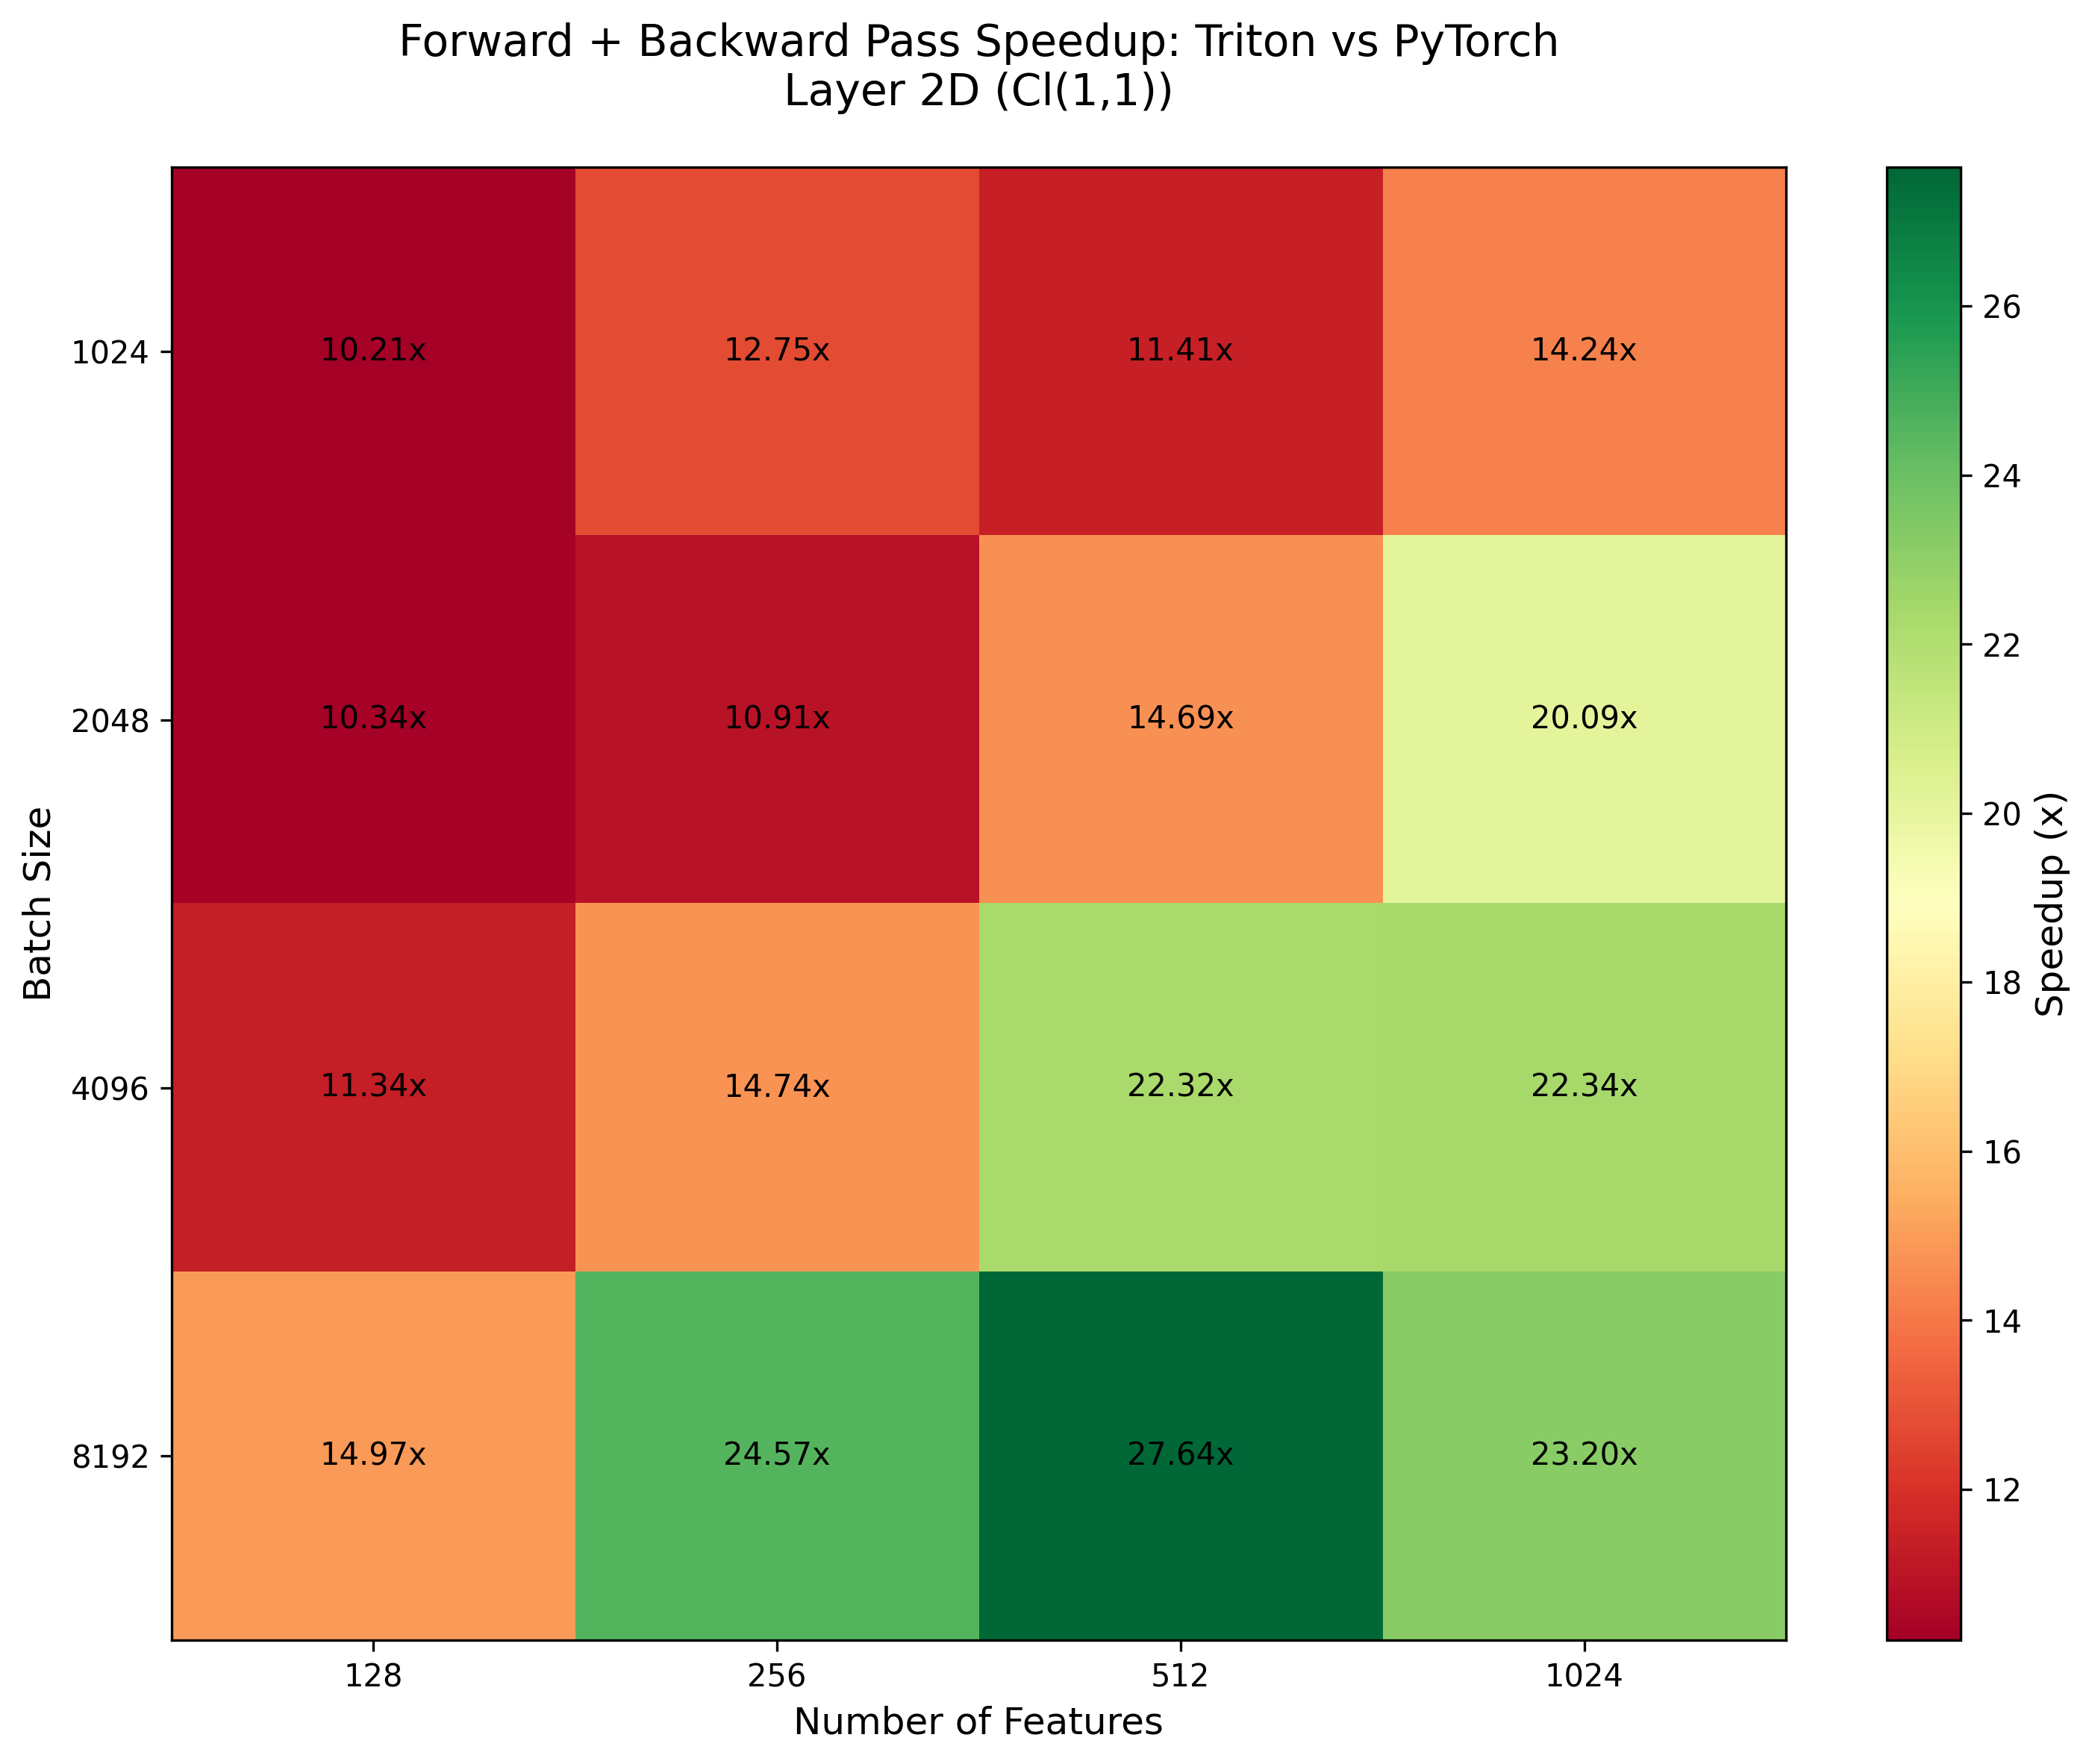 Forward + Backward Pass Speedup: Triton vs PyTorch
Layer 2D (Cl(1,1))
Batch Size
1024
10.21x 12.75x 11.41x 14.24x
2048
10.34x 10.91x 14.69x 20.09x
4096
11.34x 14.74x 22.32x 22.34x
8192
14.97x 24.57x 27.64x 23.20x
128 256 512 1024
Number of Features
26
24
22
20
18
16
14
12
Speedup (x)